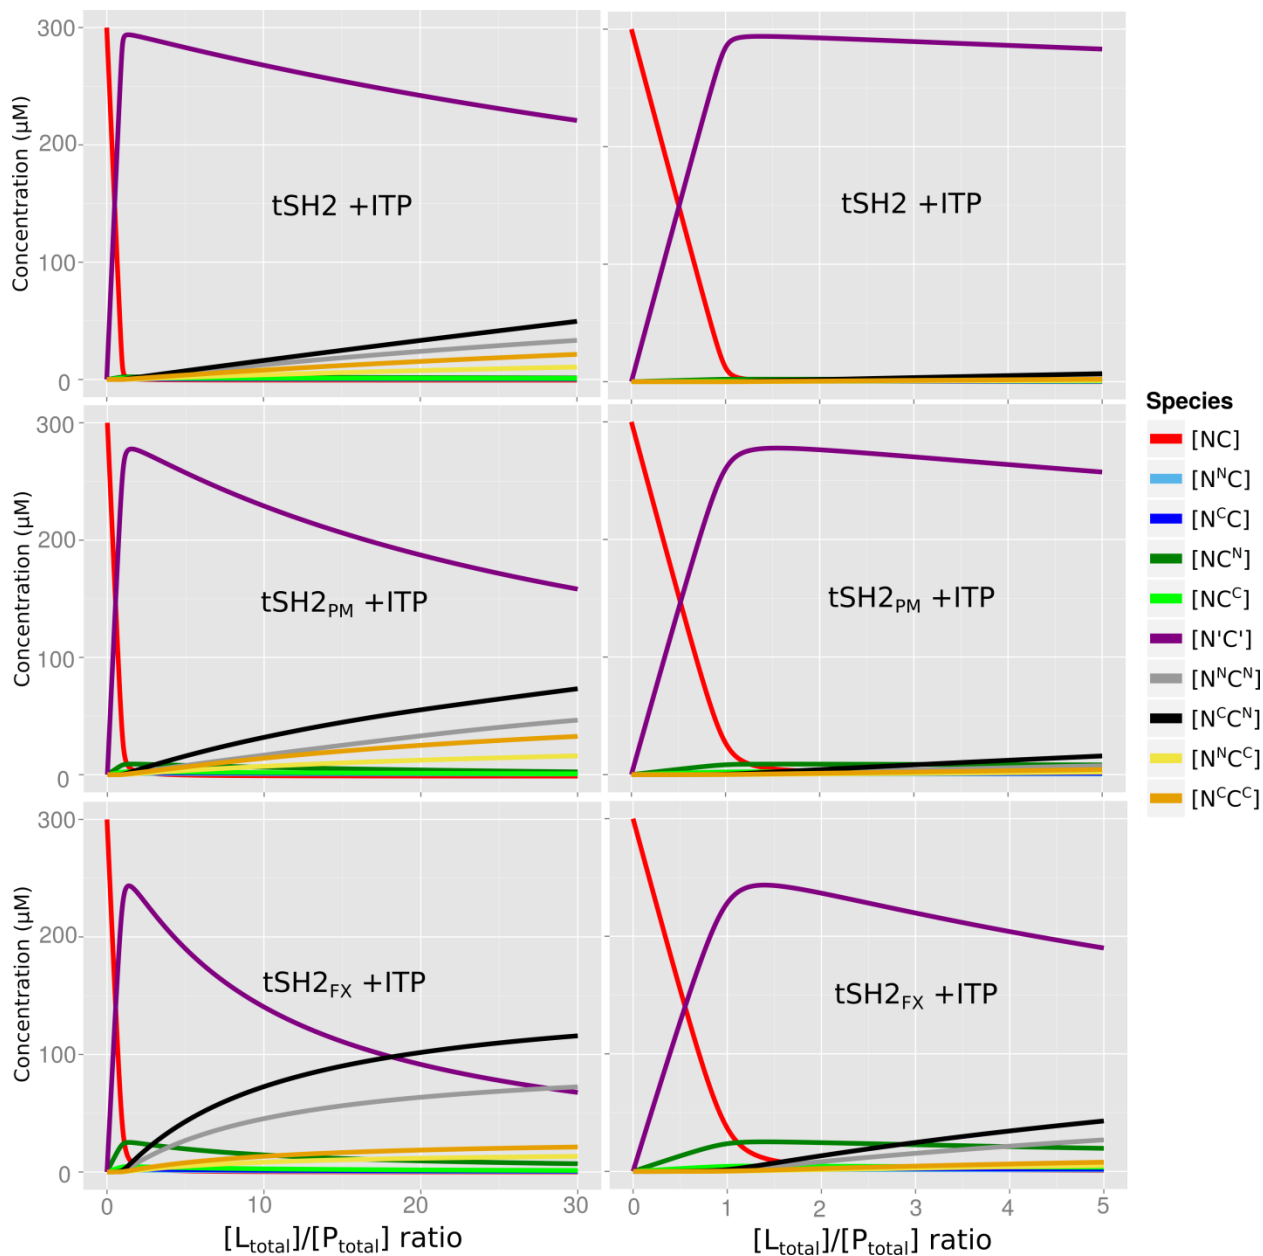 Concentration (µM)
300
200
100
0
tSH2 +ITP
tSH2 +ITP
Concentration (µM)
300
200
100
0
tSH2PM +ITP
tSH2PM +ITP
Concentration (µM)
300
200
100
0
tSH2FX +ITP
tSH2FX +ITP
0 10 20 30
0 1 2 3 4 5
[Ltotal]/[Ptotal] ratio
[Ltotal]/[Ptotal] ratio
Species
[NC]
[NᴺC]
[NᶜC]
[NCᴺ]
[NCᶜ]
[N'C']
[NᴺCᴺ]
[NᶜCᴺ]
[NᴺCᶜ]
[NᶜCᶜ]